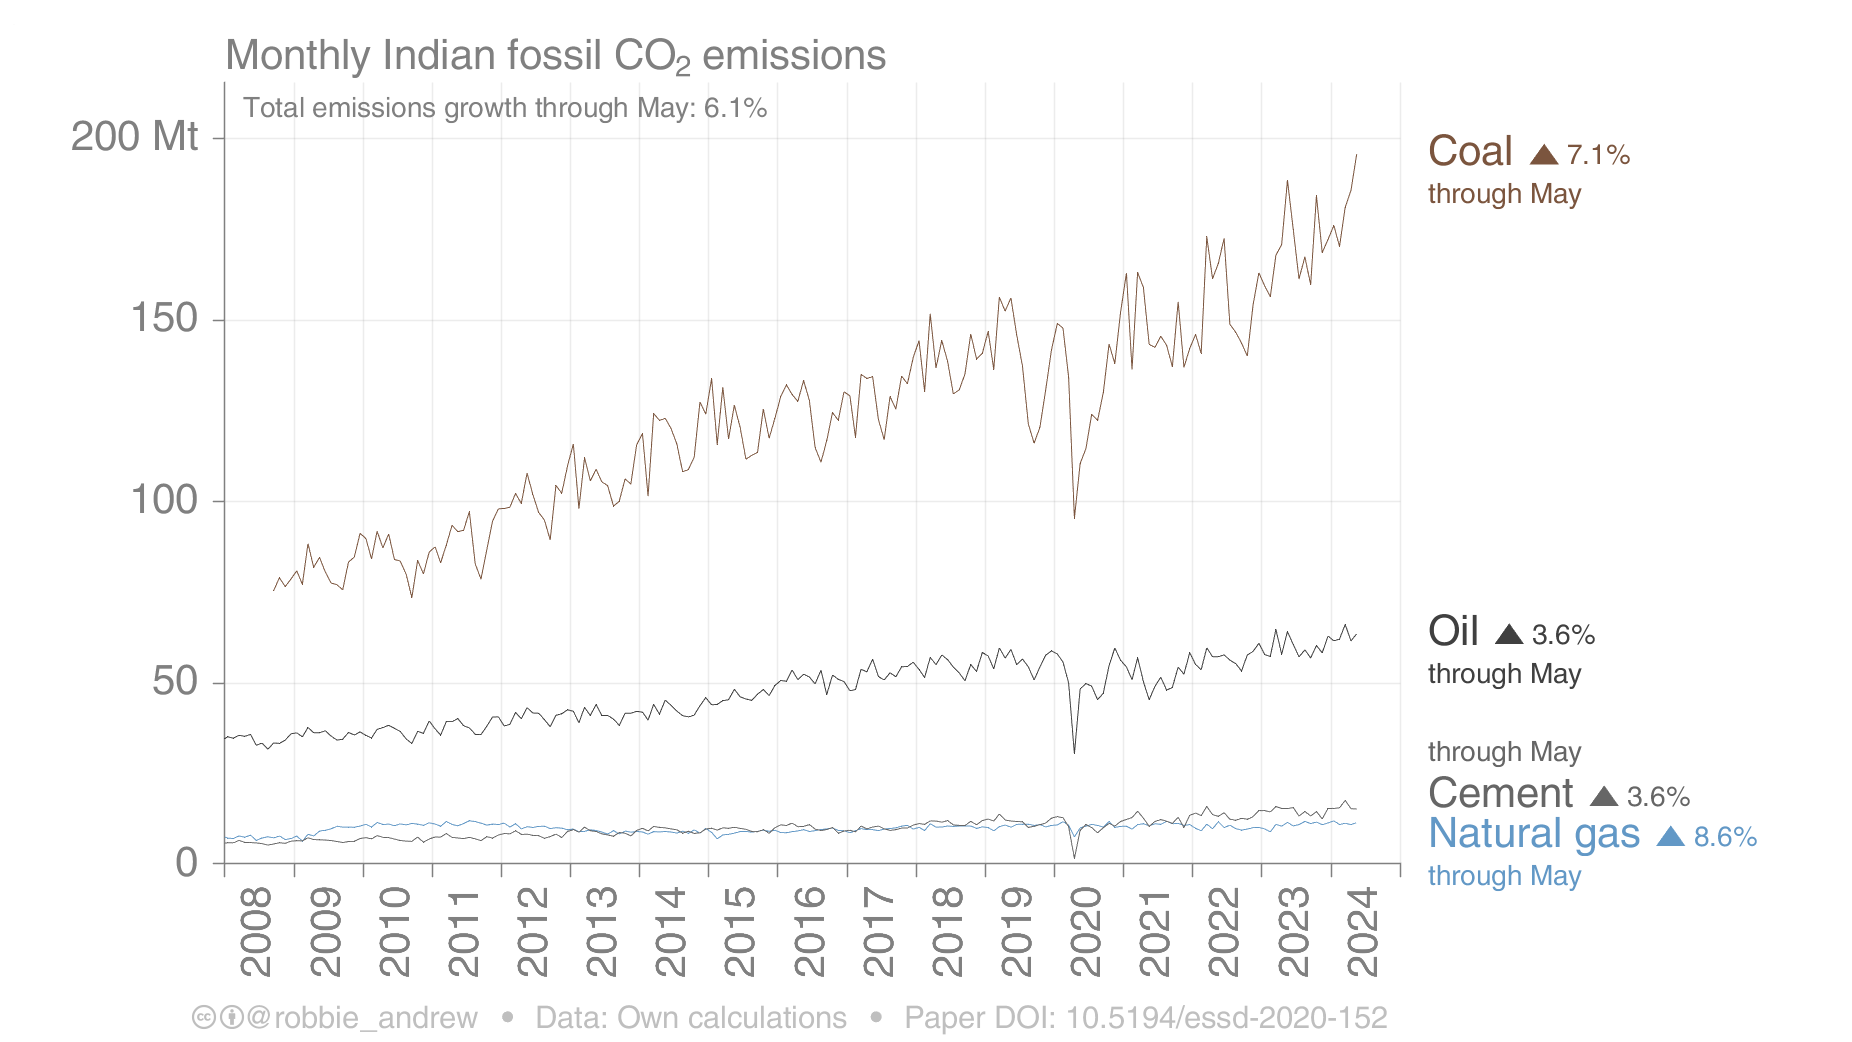 Monthly Indian fossil CO₂ emissions
Total emissions growth through May: 6.1%
200 Mt
150
100
50
0
2008
2009
2010
2011
2012
2013
2014
2015
2016
2017
2018
2019
2020
2021
2022
2023
2024
Coal ▲ 7.1%
through May
Oil ▲ 3.6%
through May
through May
Cement ▲ 3.6%
Natural gas ▲ 8.6%
through May
@robbie_andrew • Data: Own calculations • Paper DOI: 10.5194/essd-2020-152